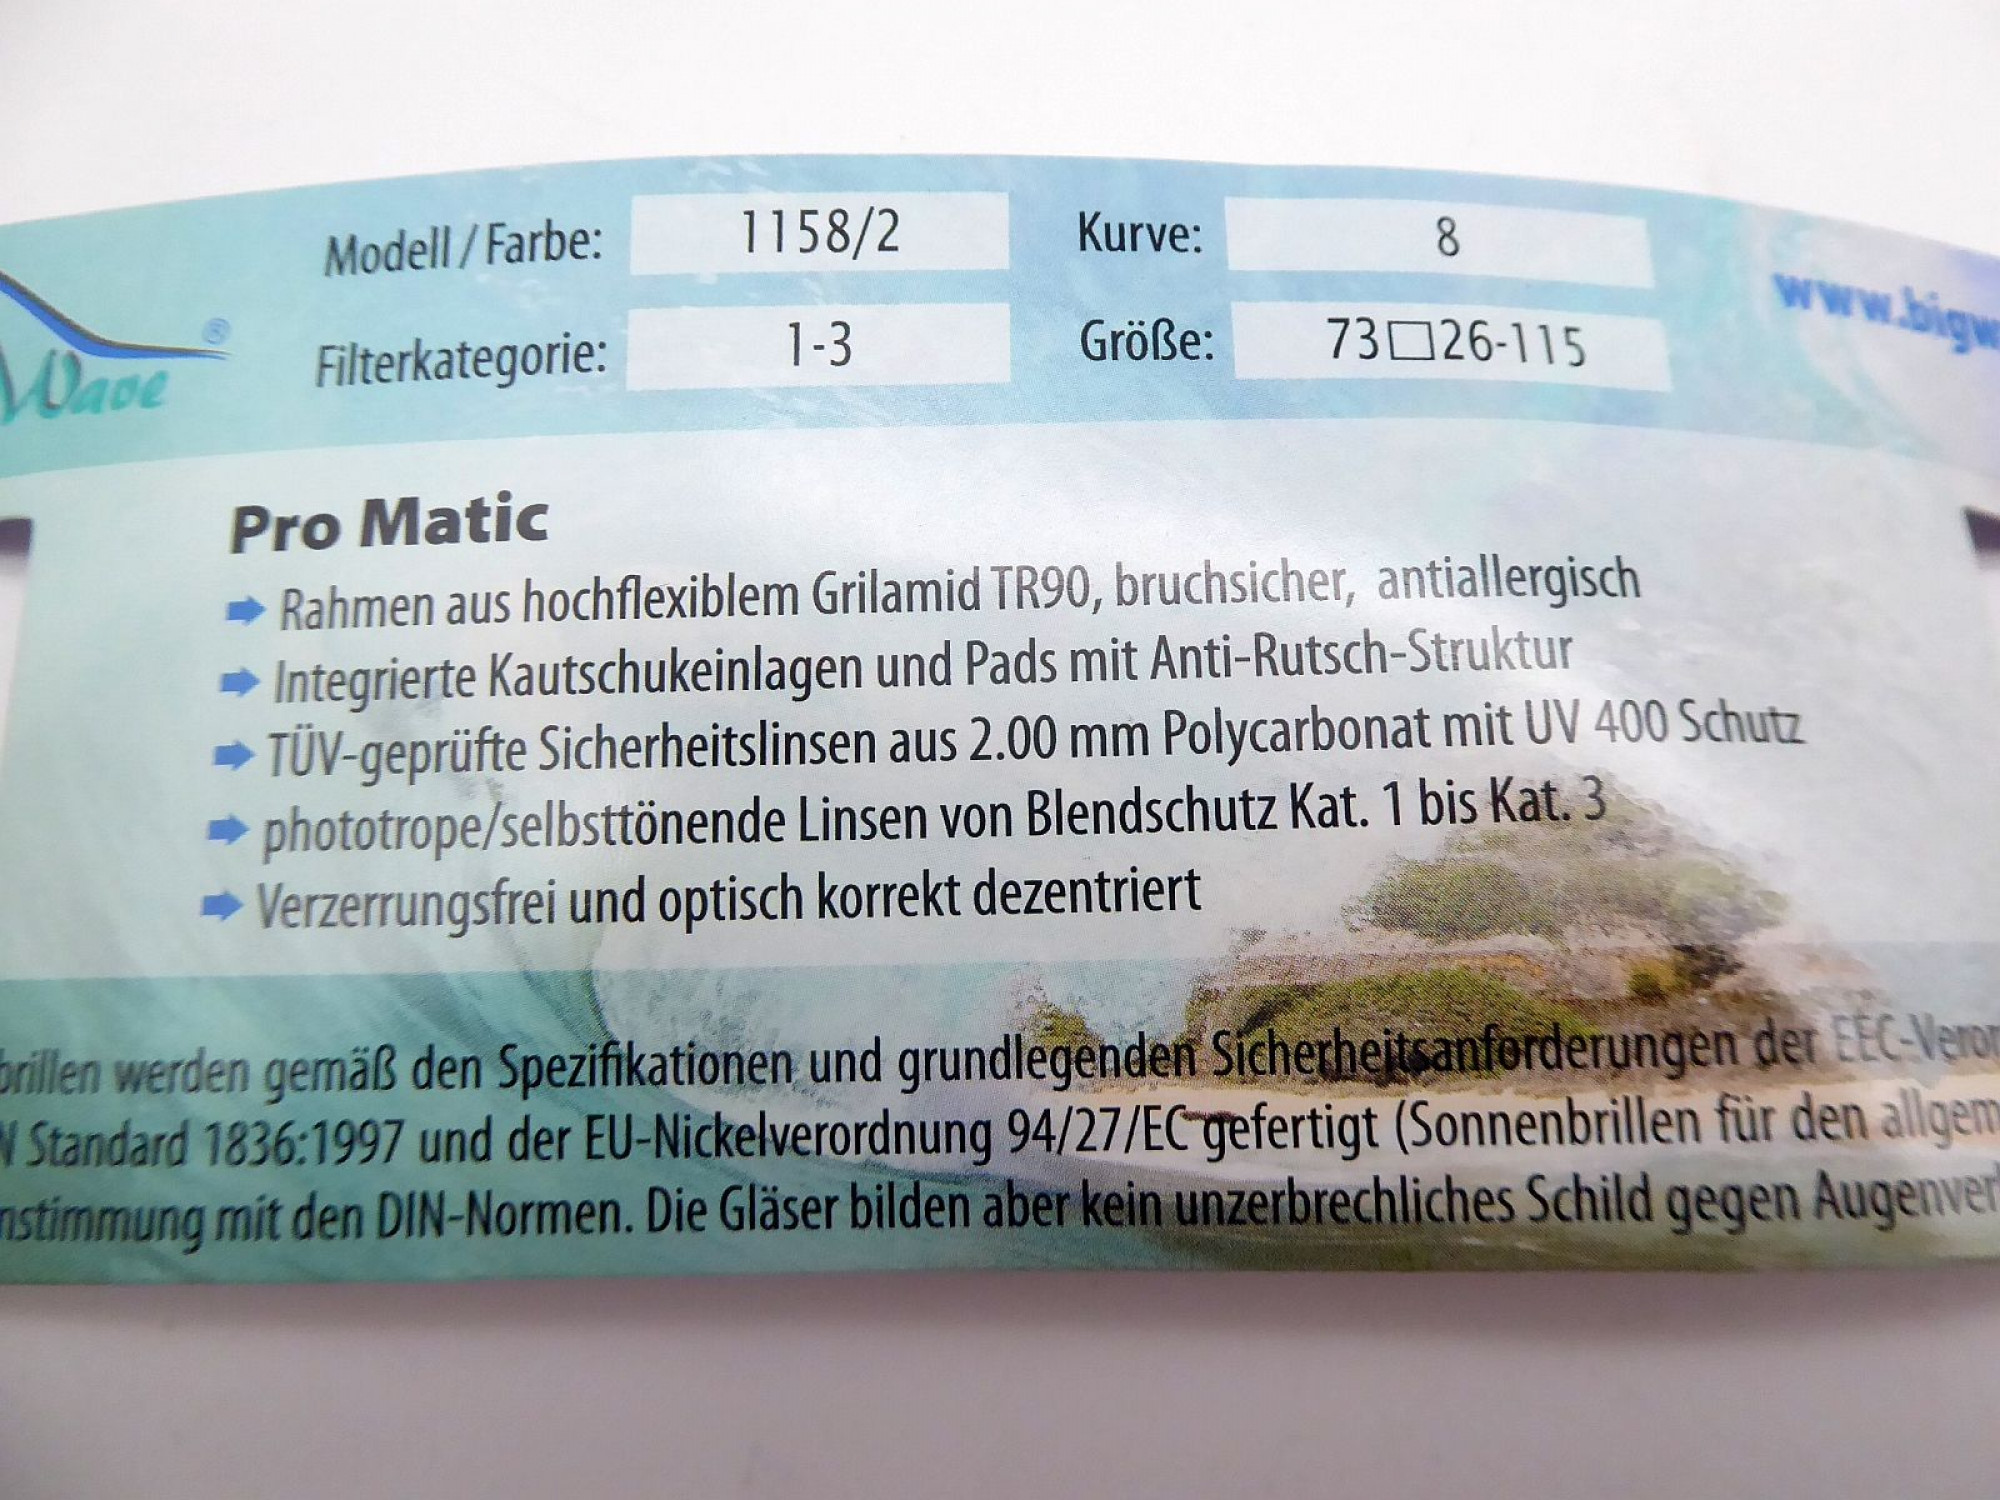 Modell / Farbe: 1158/2 Kurve: 8
www.bigw
Wave ®
Filterkategorie: 1-3 Größe: 73□26-115
Pro Matic
Rahmen aus hochflexiblem Grilamid TR90, bruchsicher, antiallergisch
Integrierte Kautschukeinlagen und Pads mit Anti-Rutsch-Struktur
TÜV-geprüfte Sicherheitslinsen aus 2.00 mm Polycarbonat mit UV 400 Schutz
phototrope/selbsttönende Linsen von Blendschutz Kat. 1 bis Kat. 3
Verzerrungsfrei und optisch korrekt dezentriert
brillen werden gemäß den Spezifikationen und grundlegenden Sicherheitsanforderungen der EEC-Veror
N Standard 1836:1997 und der EU-Nickelverordnung 94/27/EC gefertigt (Sonnenbrillen für den allgem
nstimmung mit den DIN-Normen. Die Gläser bilden aber kein unzerbrechliches Schild gegen Augenver